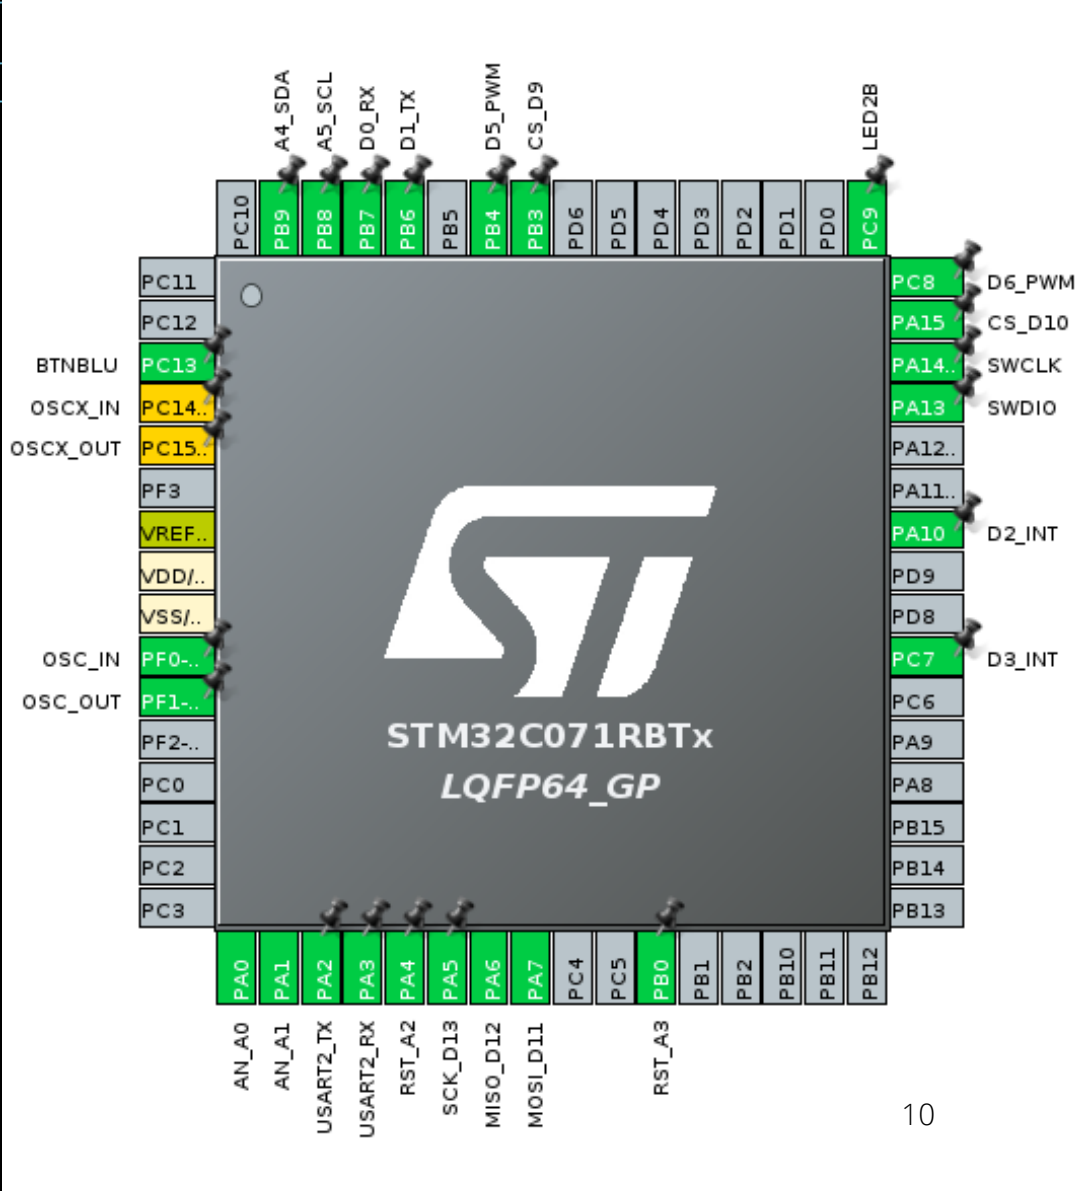 A4_SDA
A5_SCL
D0_RX
D1_TX
D5_PWM
CS_D9
LED2B
PC10
PB9
PB8
PB7
PB6
PB5
PB4
PB3
PD6
PD5
PD4
PD3
PD2
PD1
PD0
PC9
PC11
PC12
BTNBLU PC13
OSCX_IN PC14..
OSCX_OUT PC15..
PF3
VREF..
VDD/..
VSS/..
OSC_IN PF0-..
OSC_OUT PF1-..
PF2-..
PC0
PC1
PC2
PC3
PC8 D6_PWM
PA15 CS_D10
PA14.. SWCLK
PA13 SWDIO
PA12..
PA11..
PA10 D2_INT
PD9
PD8
PC7 D3_INT
PC6
PA9
PA8
PB15
PB14
PB13
ST
STM32C071RBTx
LQFP64_GP
PA0
PA1
PA2
PA3
PA4
PA5
PA6
PA7
PC4
PC5
PB0
PB1
PB2
PB10
PB11
PB12
AN_A0
AN_A1
USART2_TX
USART2_RX
RST_A2
SCK_D13
MISO_D12
MOSI_D11
RST_A3
10